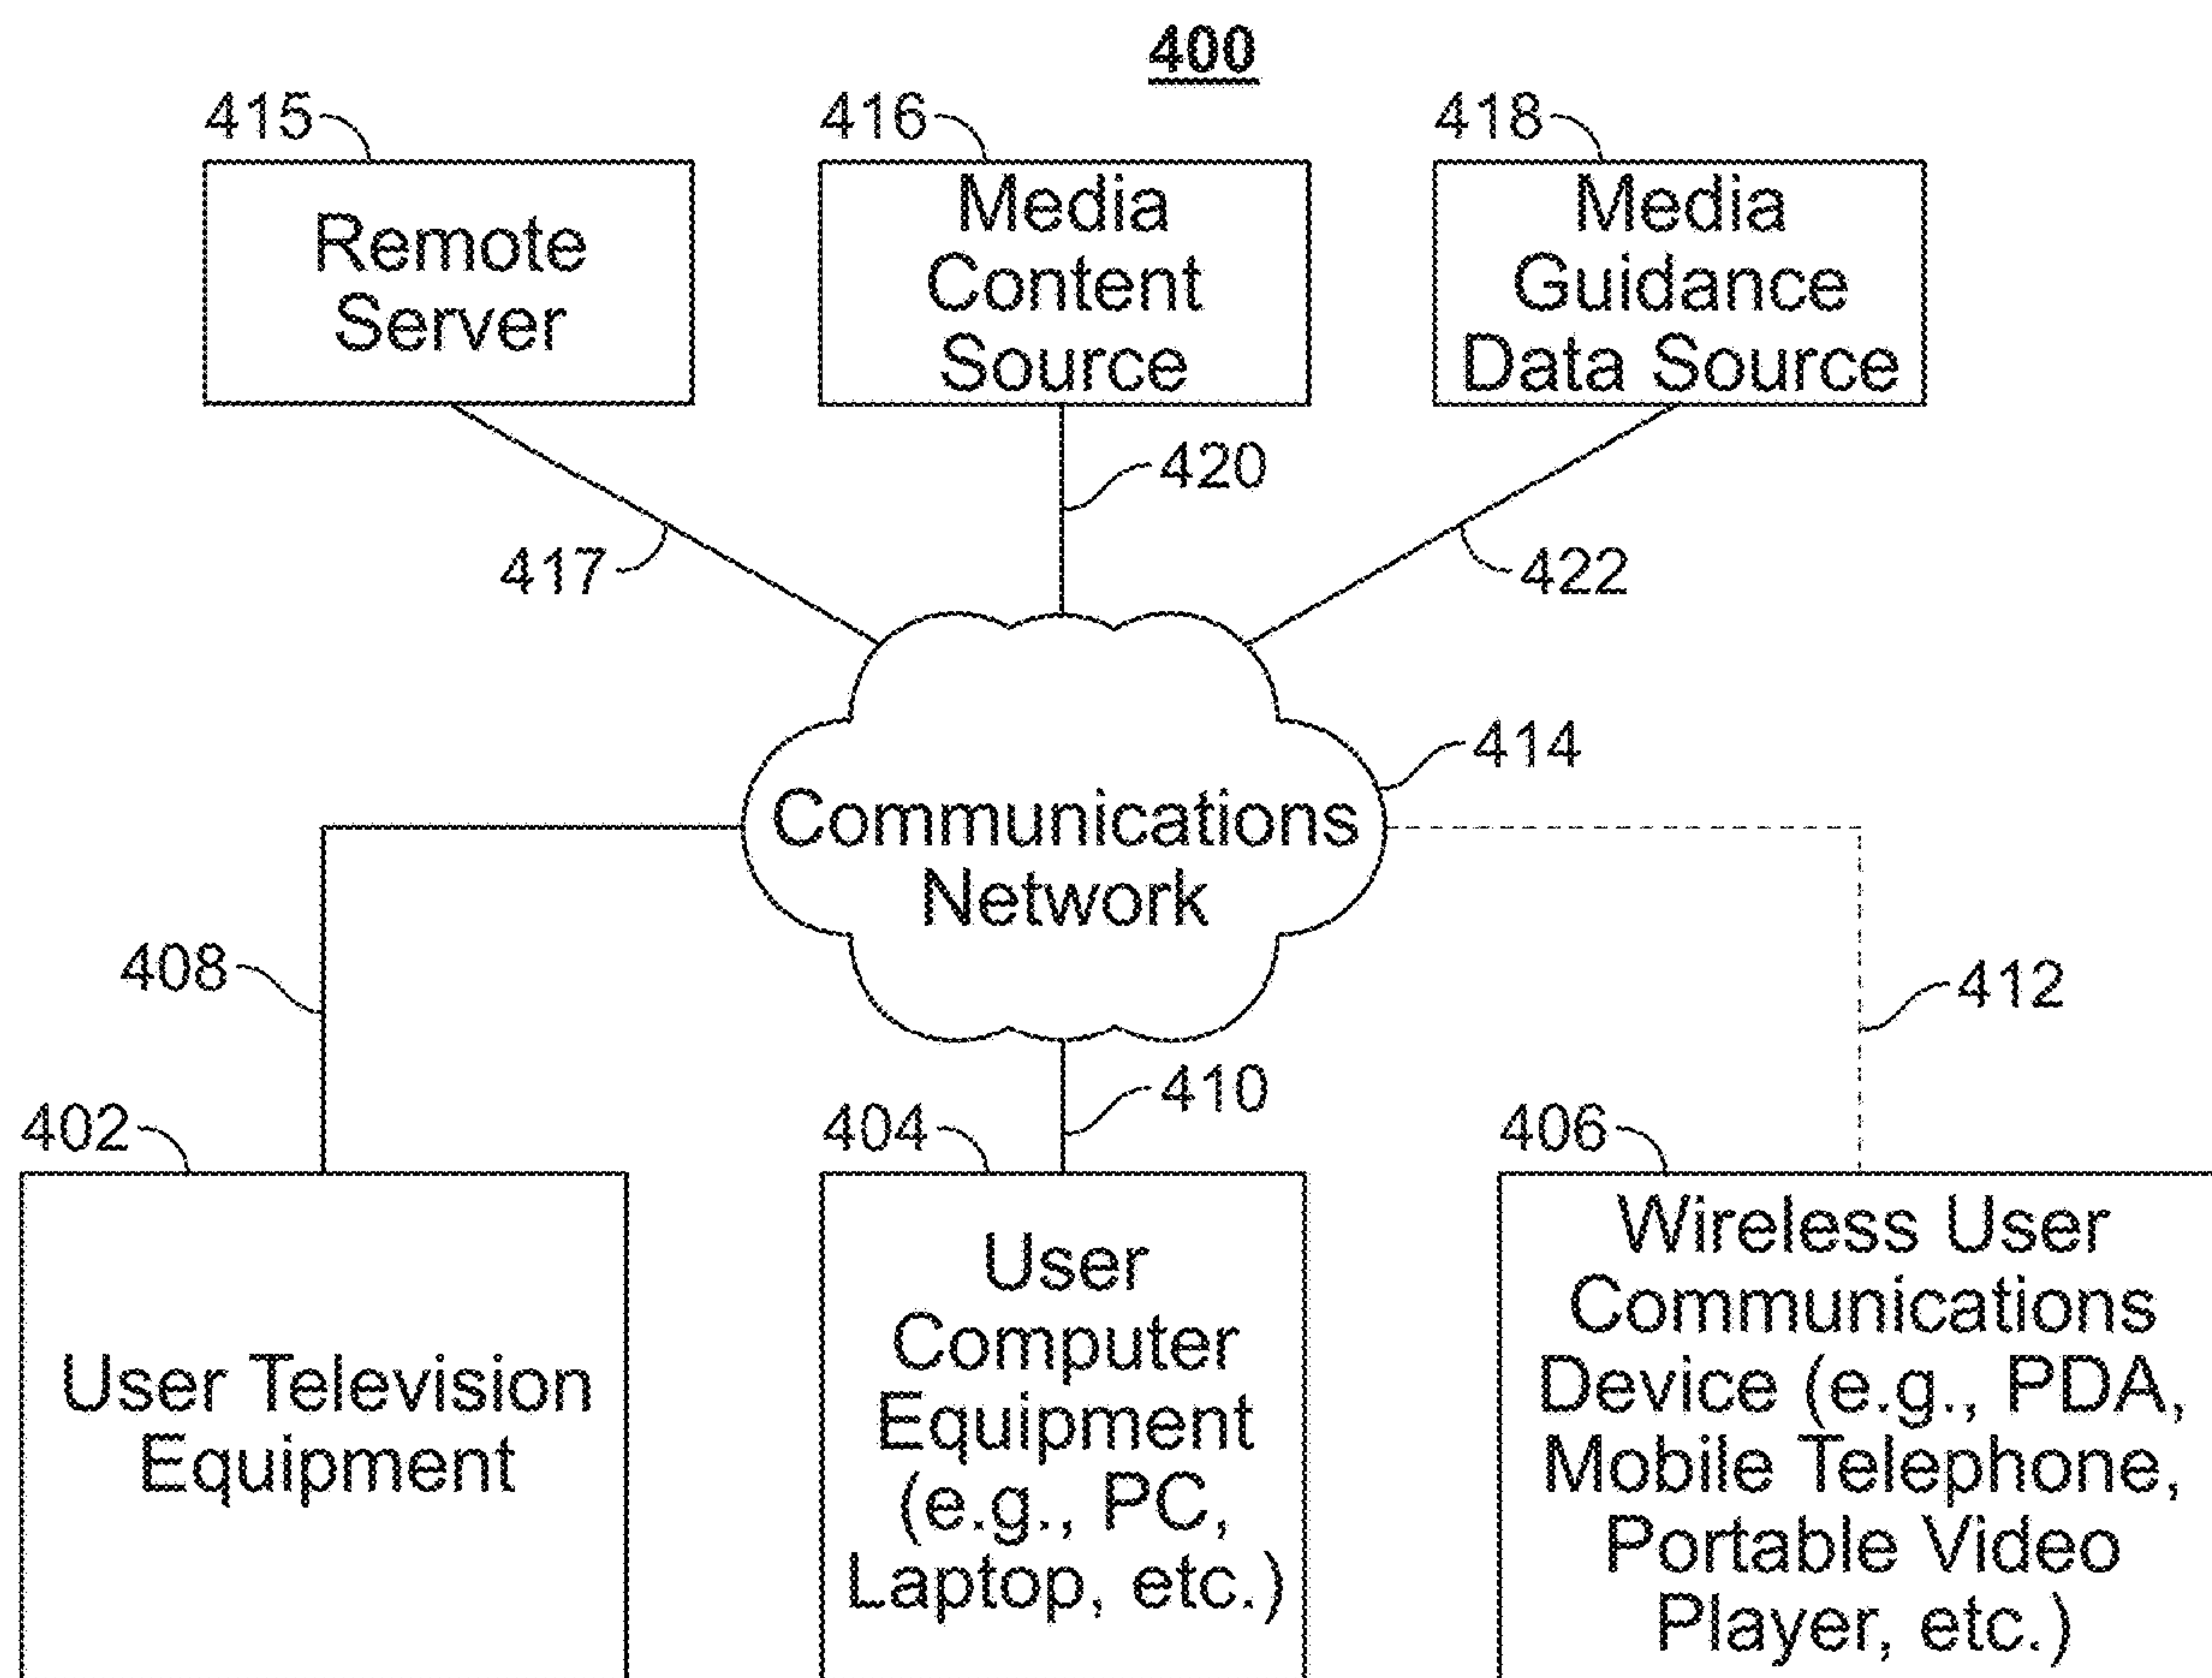 400
415
416
418
Remote
Server
Media
Content
Source
Media
Guidance
Data Source
420
417
422
414
Communications
Network
408
412
410
402
404
406
User Television
Equipment
User
Computer
Equipment
(e.g., PC,
Laptop, etc.)
Wireless User
Communications
Device (e.g., PDA,
Mobile Telephone,
Portable Video
Player, etc.)